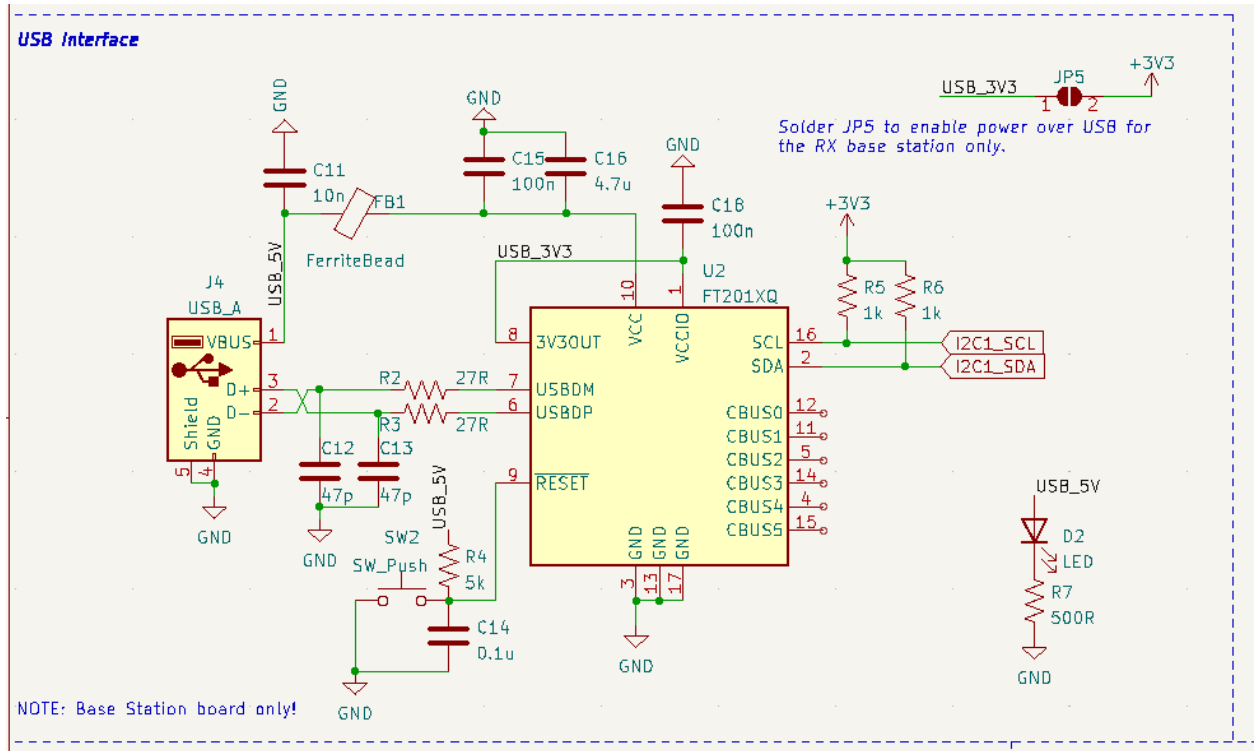 USB Interface
GND
C11
10n
FB1
FerriteBead
GND
C15
100n
C16
4.7u
GND
C18
100n
USB_3V3
JP5
1
2
+3V3
Solder JP5 to enable power over USB for
the RX base station only.
+3V3
R5
1k
R6
1k
USB_5V
J4
USB_A
VBUS
1
D+
3
D-
2
Shield
GND
5
4
GND
USB_3V3
U2
FT201XQ
10
1
VCC
VCCIO
8
3V3OUT
7
USBDM
6
USBDP
9
RESET
SCL
16
SDA
2
I2C1_SCL
I2C1_SDA
CBUS0
12
CBUS1
11
CBUS2
5
CBUS3
14
CBUS4
4
CBUS5
15
GND
GND
GND
3
13
17
GND
R2
27R
R3
27R
C12
47p
C13
47p
GND
USB_5V
SW2
SW_Push
R4
5k
C14
0.1u
GND
USB_5V
D2
LED
R7
500R
GND
NOTE: Base Station board only!